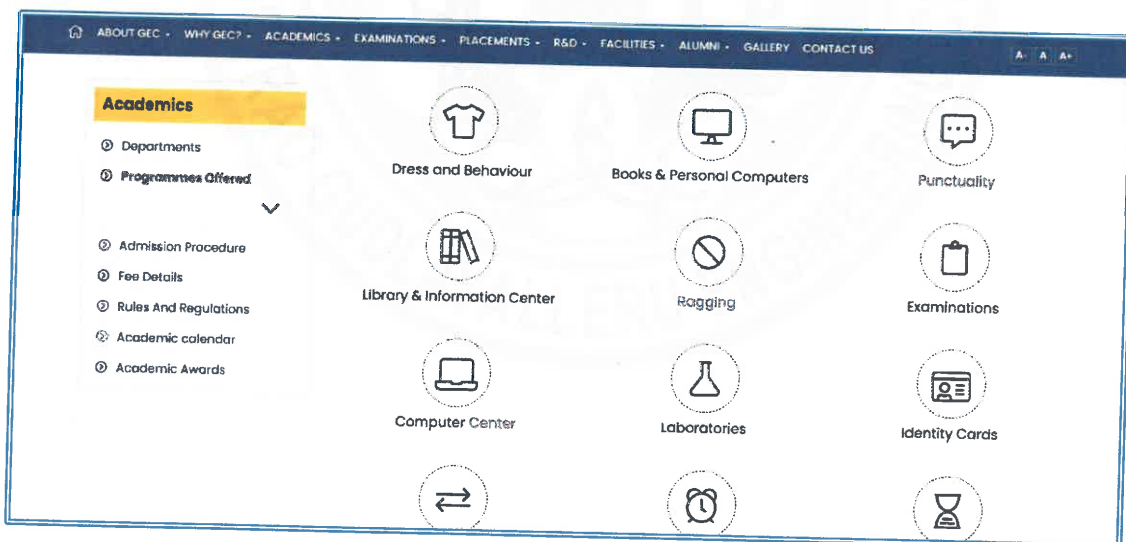 ABOUT GEC WHY GEC? ACADEMICS EXAMINATIONS PLACEMENTS R&D FACILITIES ALUMNI GALLERY CONTACT US A- A A+
Academics
Departments
Programmes Offered
Admission Procedure
Fee Details
Rules And Regulations
Academic calendar
Academic Awards
Dress and Behaviour
Books & Personal Computers
Punctuality
Library & Information Center
Ragging
Examinations
Computer Center
Laboratories
Identity Cards